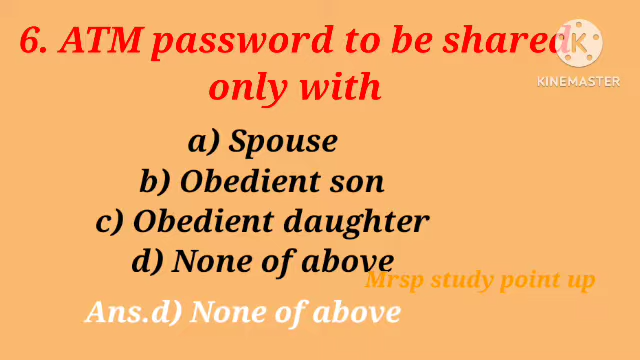 6. ATM password to be shared
only with
KINEMASTER
a) Spouse
b) Obedient son
c) Obedient daughter
d) None of above
Mrsp study point up
Ans.d) None of above